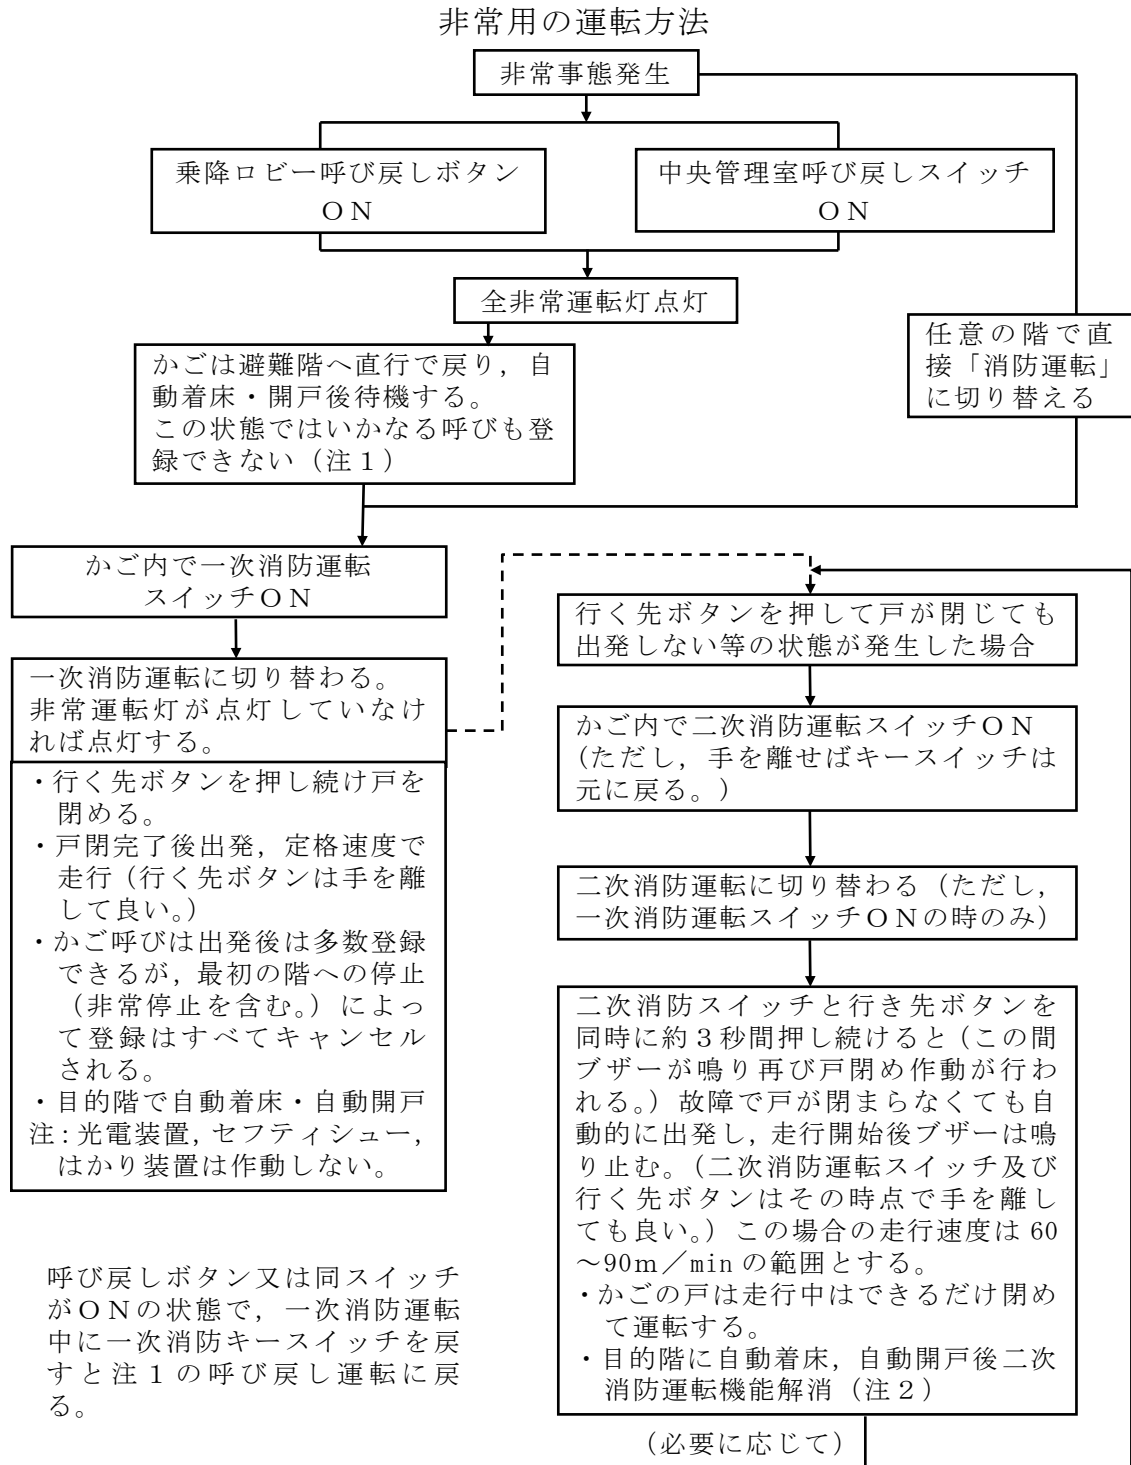 非常用の運転方法
非常事態発生
乗降ロビー呼び戻しボタン
ＯＮ
中央管理室呼び戻しスイッチ
ＯＮ
全非常運転灯点灯
任意の階で直
接「消防運転」
に切り替える
かごは避難階へ直行で戻り，自
動着床・開戸後待機する。
この状態ではいかなる呼びも登
録できない（注１）
かご内で一次消防運転
スイッチＯＮ
一次消防運転に切り替わる。
非常運転灯が点灯していなけ
れば点灯する。
・行く先ボタンを押し続け戸を
閉める。
・戸閉完了後出発，定格速度で
走行（行く先ボタンは手を離
して良い。）
・かご呼びは出発後は多数登録
できるが，最初の階への停止
（非常停止を含む。）によっ
て登録はすべてキャンセル
される。
・目的階で自動着床・自動開戸
注：光電装置，セフティシュー，
はかり装置は作動しない。
呼び戻しボタン又は同スイッチ
がＯＮの状態で，一次消防運転
中に一次消防キースイッチを戻
すと注１の呼び戻し運転に戻
る。
行く先ボタンを押して戸が閉じても
出発しない等の状態が発生した場合
かご内で二次消防運転スイッチＯＮ
（ただし，手を離せばキースイッチは
元に戻る。）
二次消防運転に切り替わる（ただし，
一次消防運転スイッチＯＮの時のみ）
二次消防スイッチと行き先ボタンを
同時に約３秒間押し続けると（この間
ブザーが鳴り再び戸閉め作動が行わ
れる。）故障で戸が閉まらなくても自
動的に出発し，走行開始後ブザーは鳴
り止む。（二次消防運転スイッチ及び
行く先ボタンはその時点で手を離し
ても良い。）この場合の走行速度は 60
～90ｍ／min の範囲とする。
・かごの戸は走行中はできるだけ閉め
て運転する。
・目的階に自動着床，自動開戸後二次
消防運転機能解消（注２）
（必要に応じて）